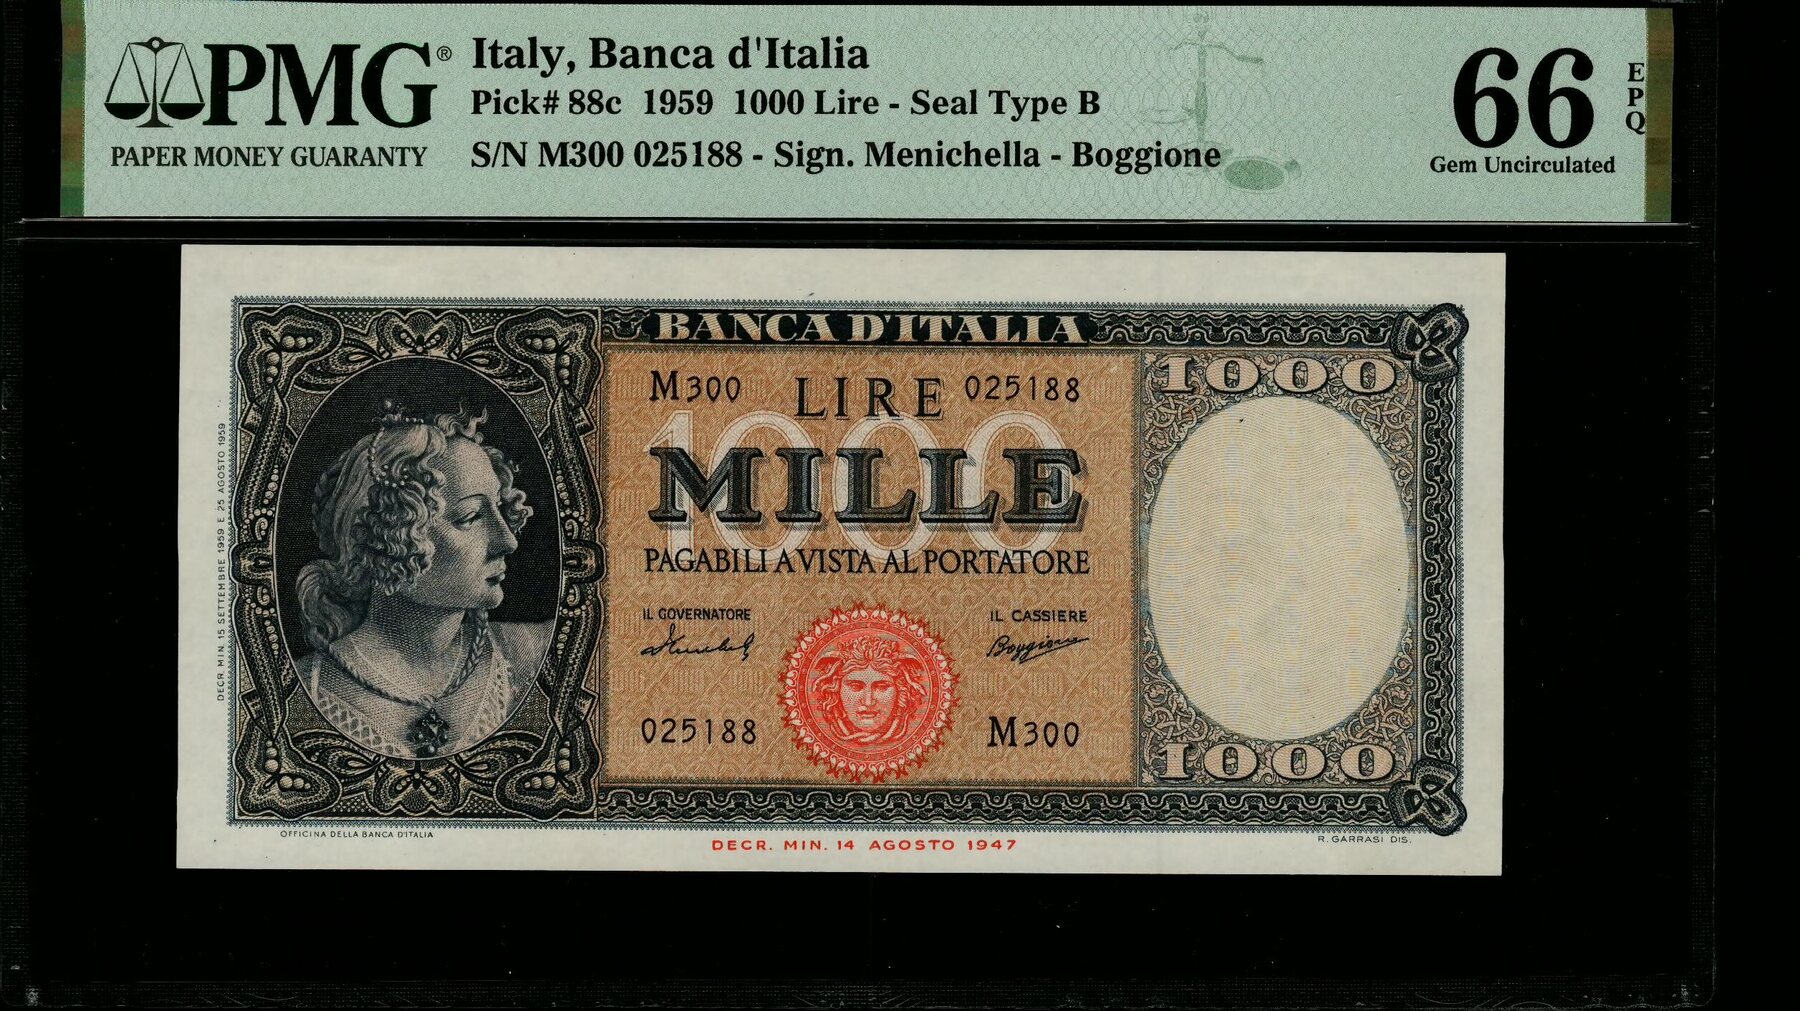 PMG®
PAPER MONEY GUARANTY
Italy, Banca d'Italia
Pick# 88c 1959 1000 Lire - Seal Type B
S/N M300 025188 - Sign. Menichella - Boggione
66
EPQ
Gem Uncirculated
BANCA D'ITALIA
M300 LIRE 025188
1000
1000
MILLE
PAGABILI A VISTA AL PORTATORE
IL GOVERNATORE
IL CASSIERE
Menichella
Boggione
025188
M300
1000
DECR. MIN. 15 SETTEMBRE 1959 E 25 AGOSTO 1959
OFFICINA DELLA BANCA D'ITALIA
DECR. MIN. 14 AGOSTO 1947
R. GARRASI DIS.